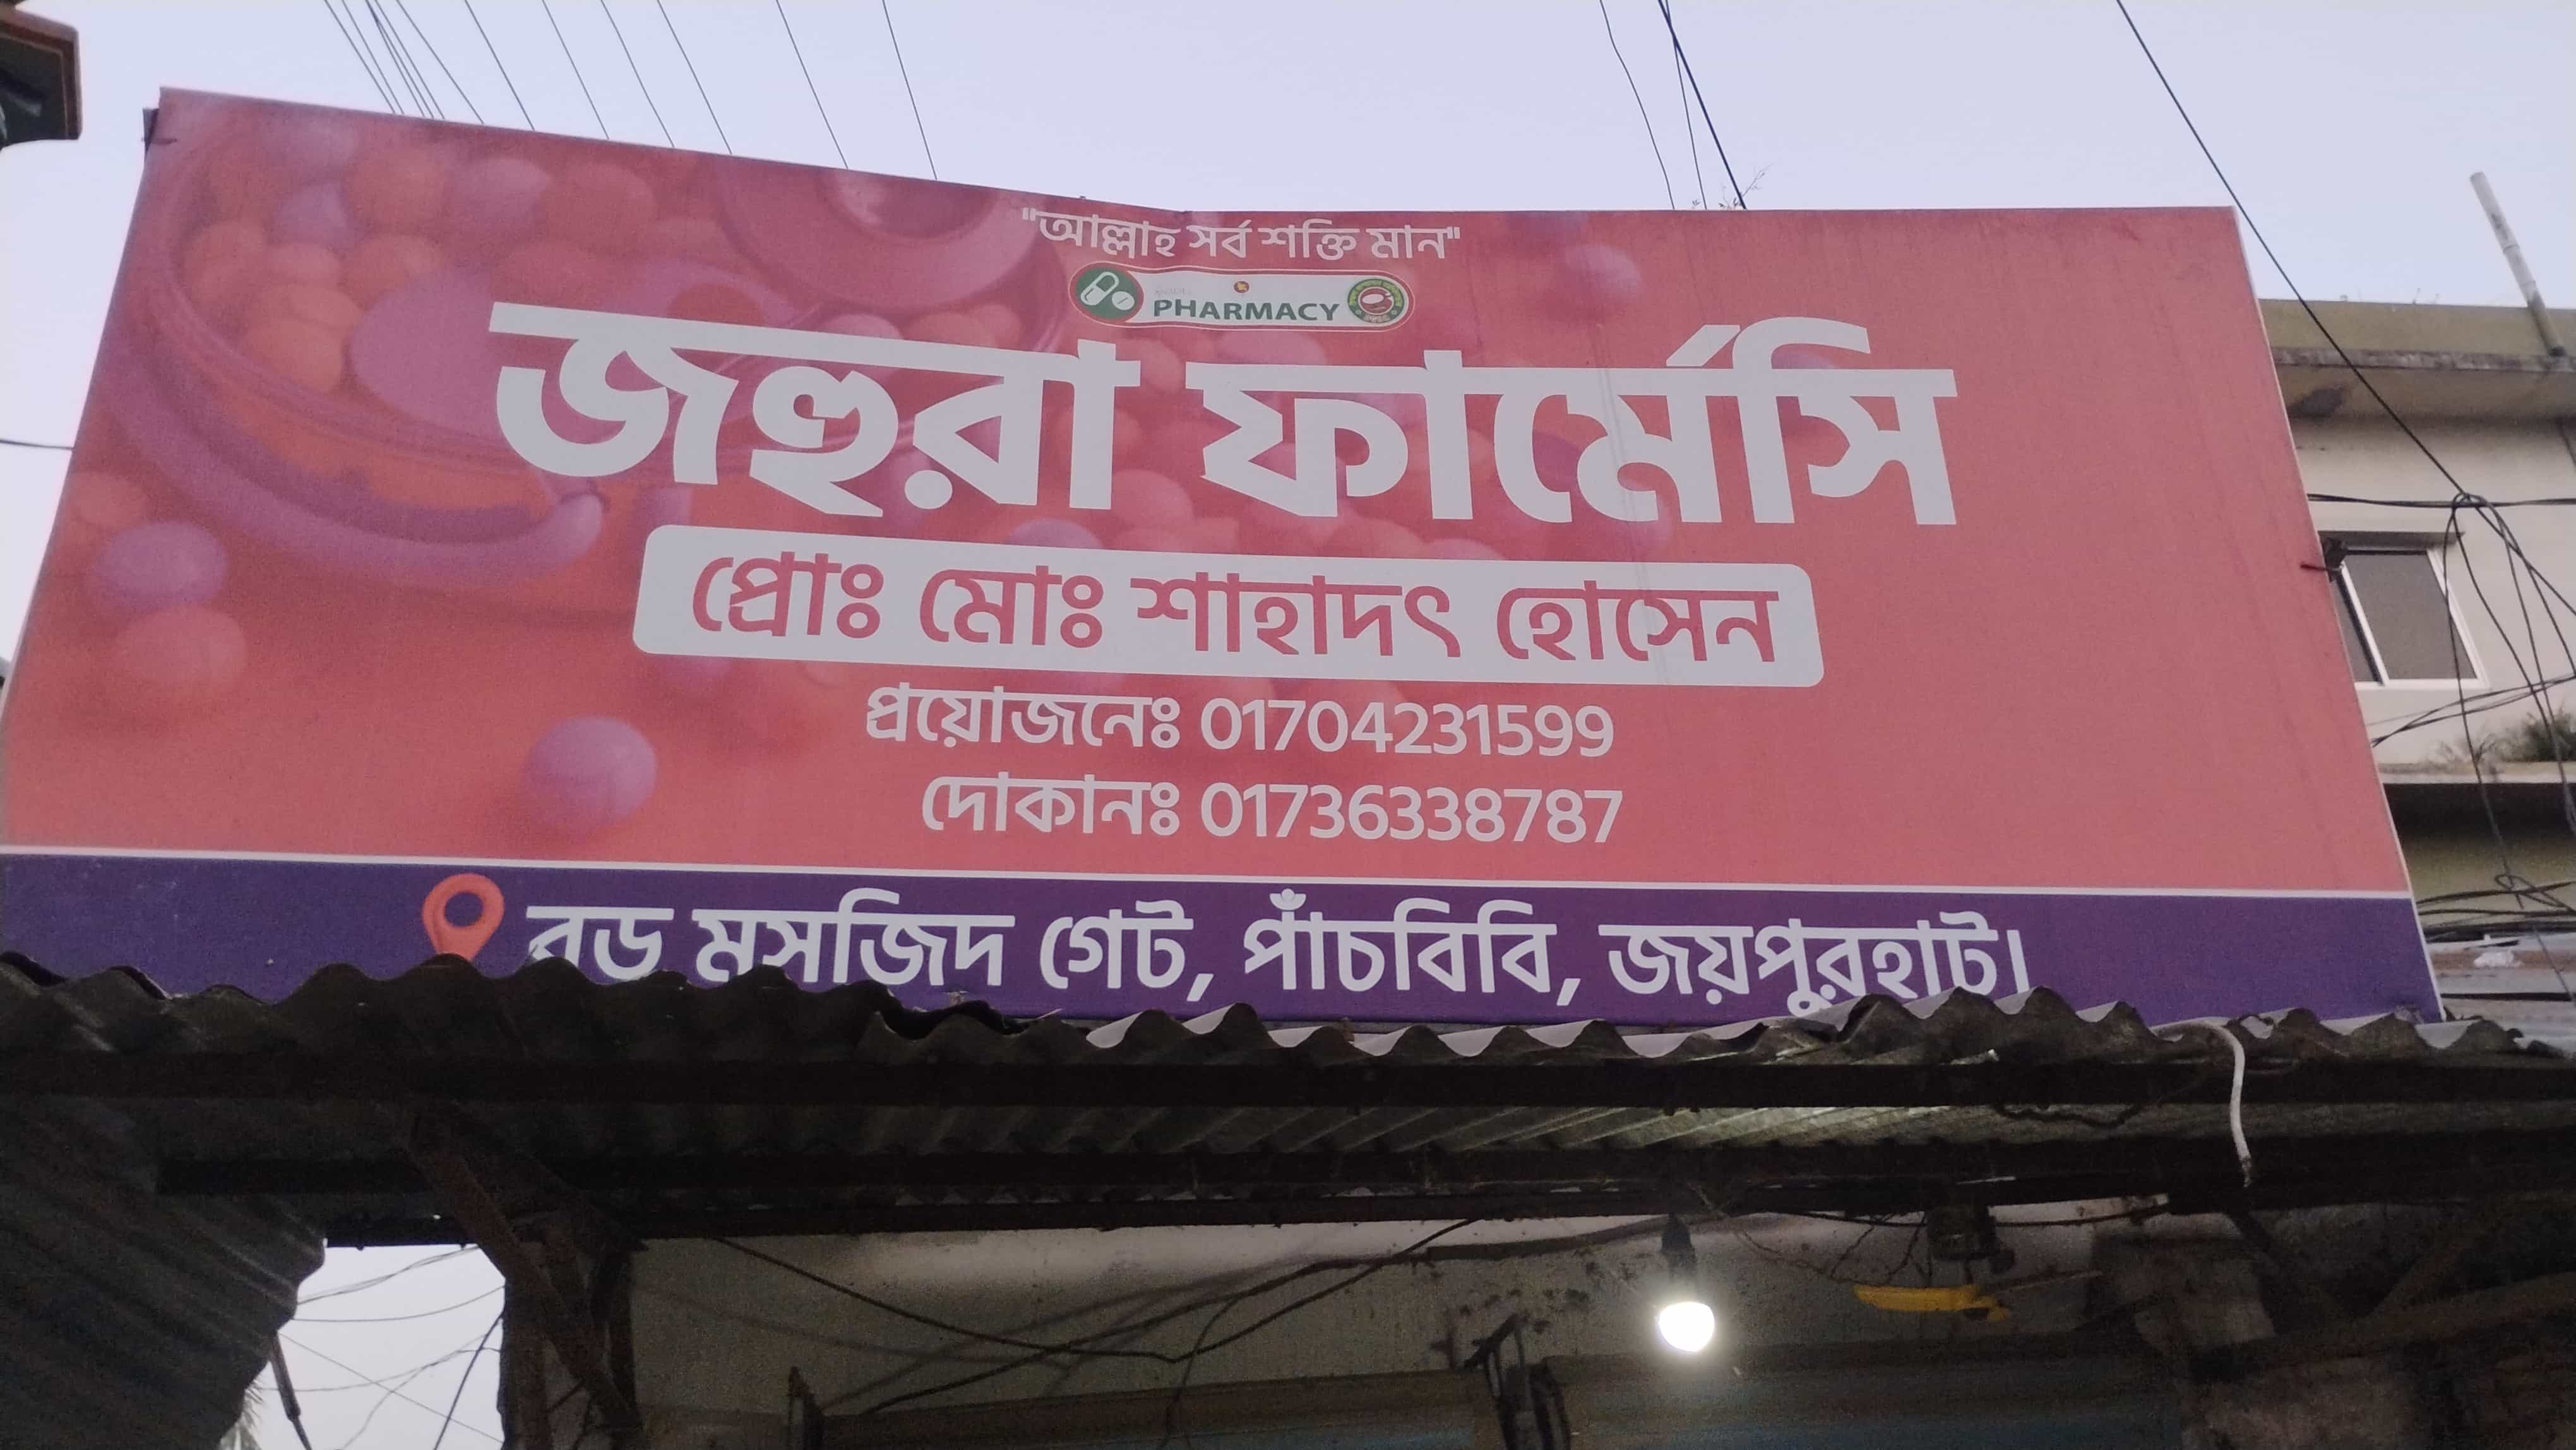 "আল্লাহ সর্ব শক্তি মান"
PHARMACY
জহুরা ফার্মেসি
প্রোঃ মোঃ শাহাদৎ হোসেন
প্রয়োজনেঃ 01704231599
দোকানঃ 01736338787
বড় মসজিদ গেট, পাঁচবিবি, জয়পুরহাট।